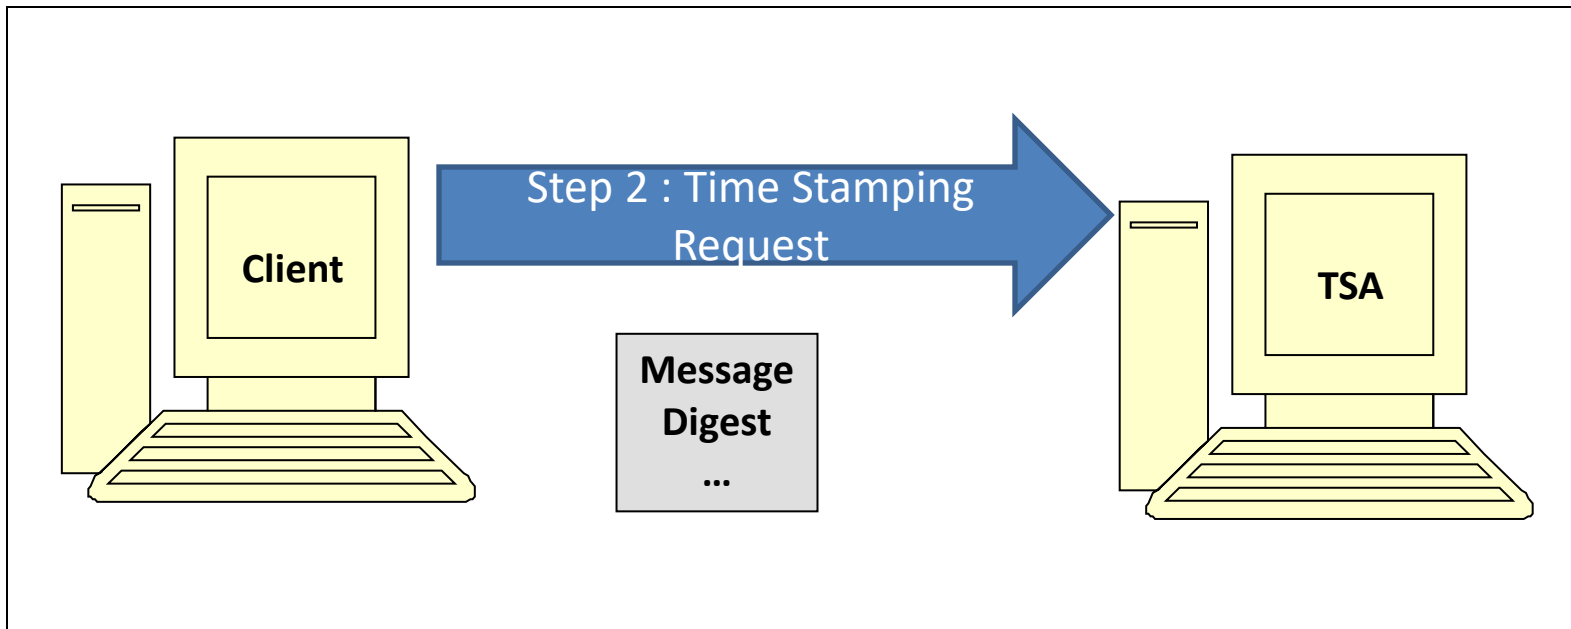 Step 2 : Time Stamping
Request
Client
TSA
Message
Digest
...